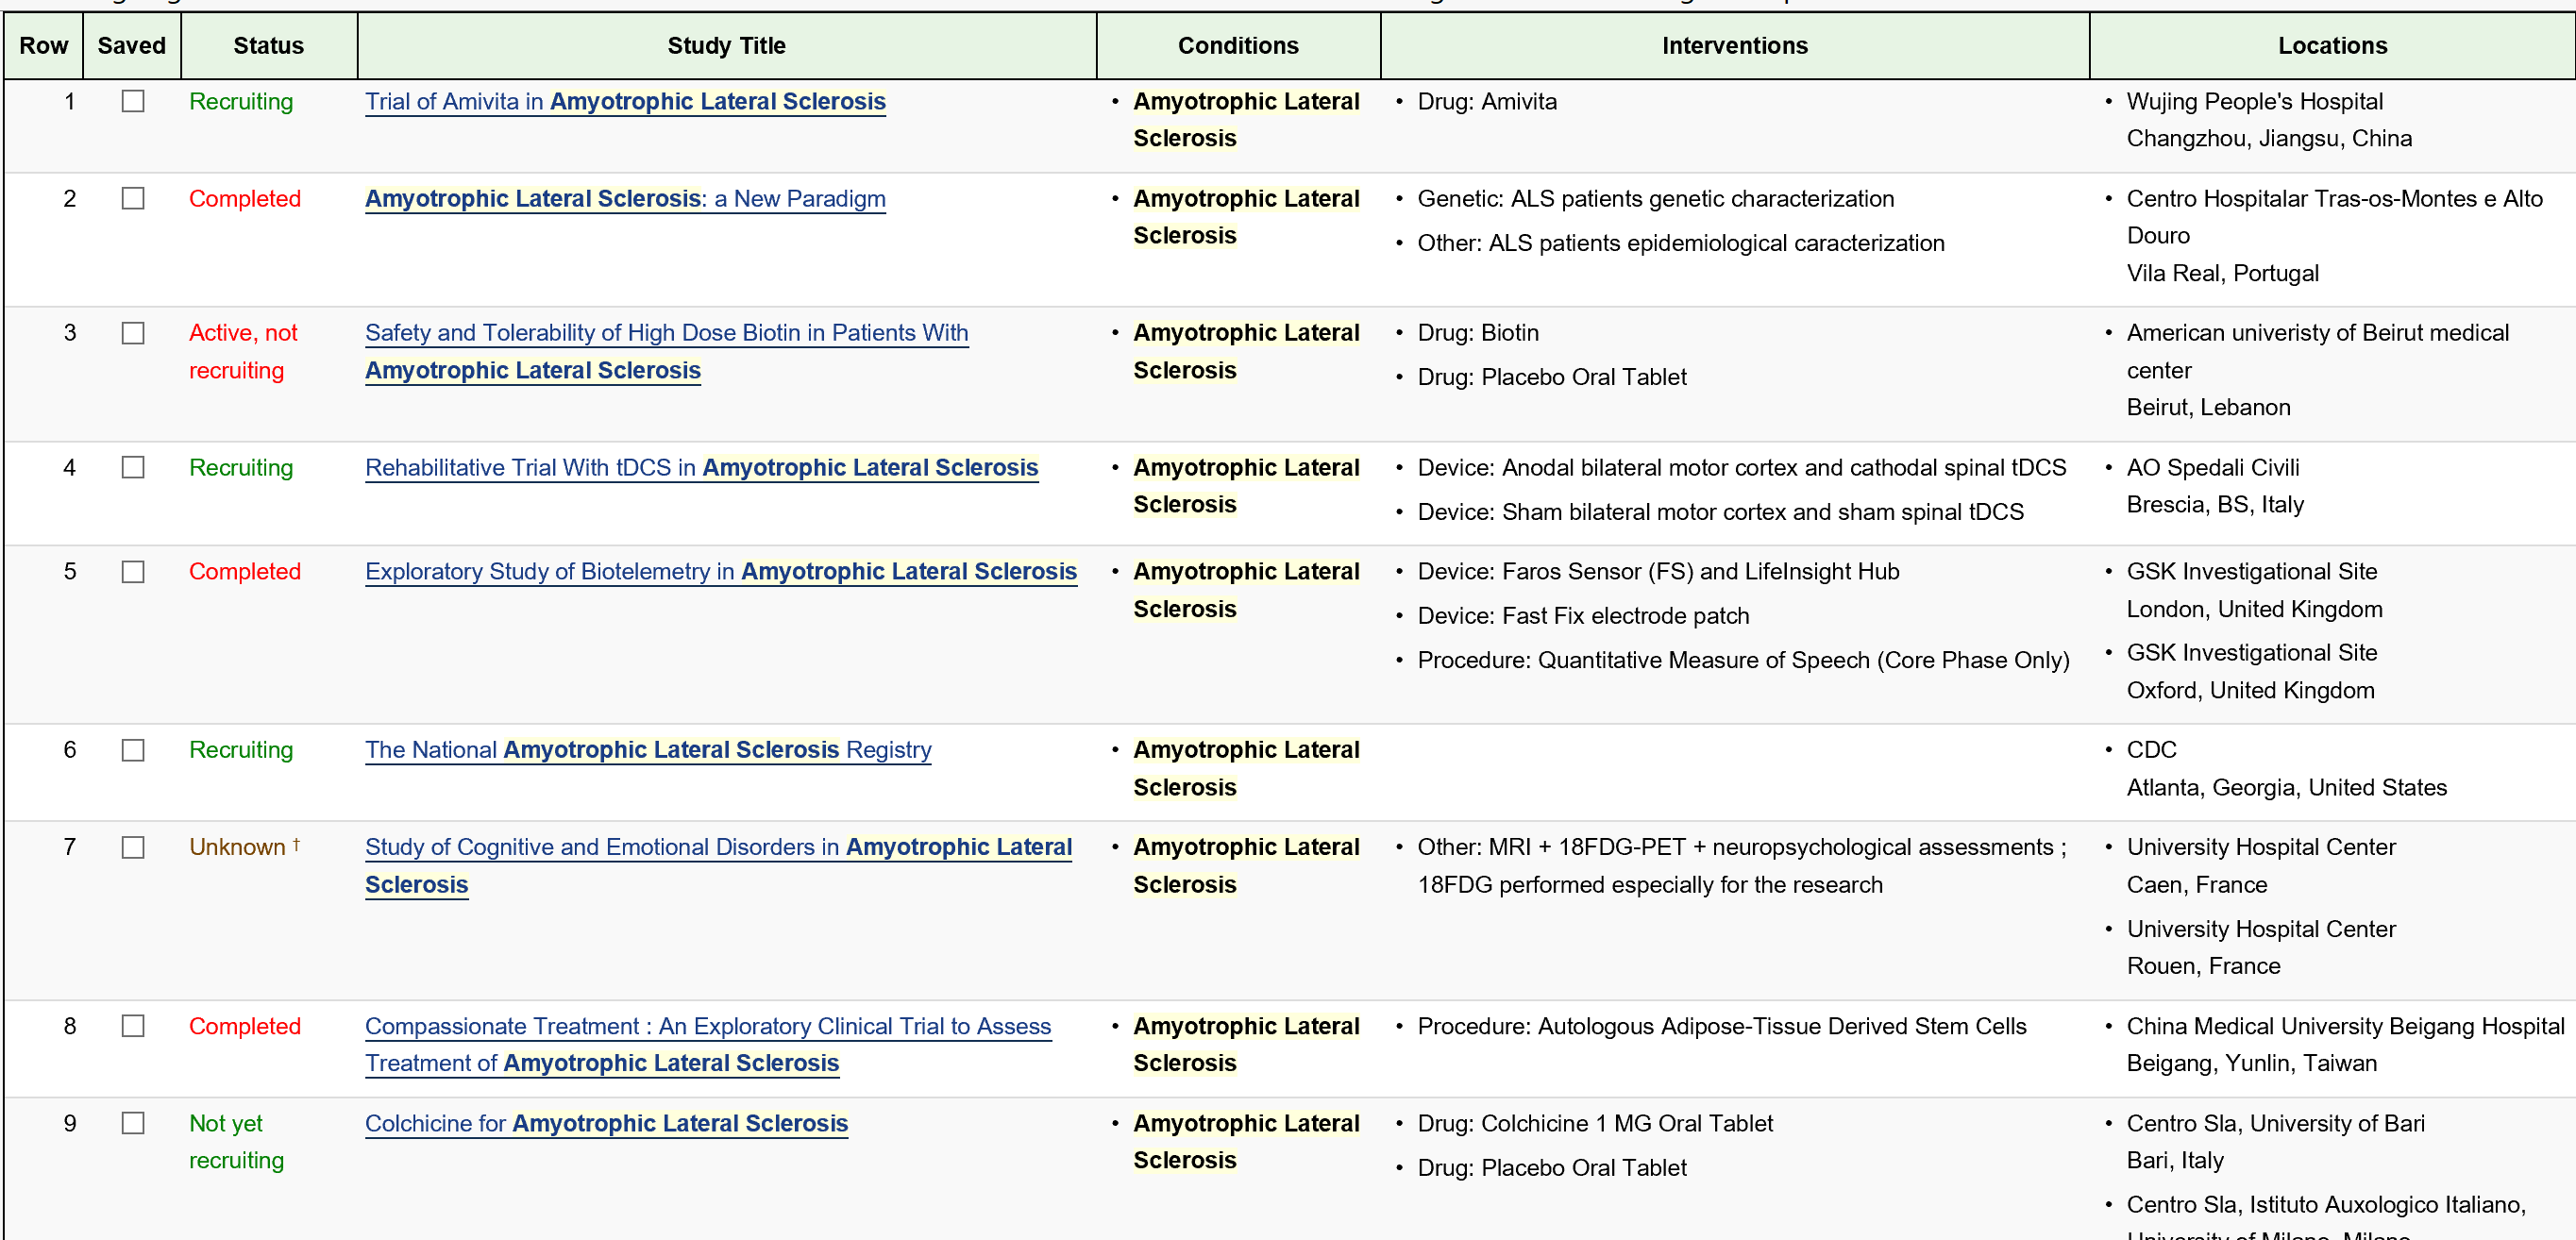 Row Saved Status Study Title Conditions Interventions Locations
1 Recruiting Trial of Amivita in Amyotrophic Lateral Sclerosis • Amyotrophic Lateral • Drug: Amivita • Wujing People's Hospital
Sclerosis Changzhou, Jiangsu, China
2 Completed Amyotrophic Lateral Sclerosis: a New Paradigm • Amyotrophic Lateral • Genetic: ALS patients genetic characterization • Centro Hospitalar Tras-os-Montes e Alto
Sclerosis • Other: ALS patients epidemiological caracterization Douro
Vila Real, Portugal
3 Active, not Safety and Tolerability of High Dose Biotin in Patients With • Amyotrophic Lateral • Drug: Biotin • American univeristy of Beirut medical
recruiting Amyotrophic Lateral Sclerosis Sclerosis • Drug: Placebo Oral Tablet center
Beirut, Lebanon
4 Recruiting Rehabilitative Trial With tDCS in Amyotrophic Lateral Sclerosis • Amyotrophic Lateral • Device: Anodal bilateral motor cortex and cathodal spinal tDCS • AO Spedali Civili
Sclerosis • Device: Sham bilateral motor cortex and sham spinal tDCS Brescia, BS, Italy
5 Completed Exploratory Study of Biotelemetry in Amyotrophic Lateral Sclerosis • Amyotrophic Lateral • Device: Faros Sensor (FS) and LifeInsight Hub • GSK Investigational Site
Sclerosis • Device: Fast Fix electrode patch London, United Kingdom
• Procedure: Quantitative Measure of Speech (Core Phase Only) • GSK Investigational Site
Oxford, United Kingdom
6 Recruiting The National Amyotrophic Lateral Sclerosis Registry • Amyotrophic Lateral • CDC
Sclerosis Atlanta, Georgia, United States
7 Unknown † Study of Cognitive and Emotional Disorders in Amyotrophic Lateral • Amyotrophic Lateral • Other: MRI + 18FDG-PET + neuropsychological assessments ; • University Hospital Center
Sclerosis Sclerosis 18FDG performed especially for the research Caen, France
• University Hospital Center
Rouen, France
8 Completed Compassionate Treatment : An Exploratory Clinical Trial to Assess • Amyotrophic Lateral • Procedure: Autologous Adipose-Tissue Derived Stem Cells • China Medical University Beigang Hospital
Treatment of Amyotrophic Lateral Sclerosis Sclerosis Beigang, Yunlin, Taiwan
9 Not yet Colchicine for Amyotrophic Lateral Sclerosis • Amyotrophic Lateral • Drug: Colchicine 1 MG Oral Tablet • Centro Sla, University of Bari
recruiting Sclerosis • Drug: Placebo Oral Tablet Bari, Italy
• Centro Sla, Istituto Auxologico Italiano,
University of Milano, Milano